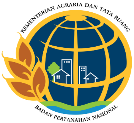 KEMENTERIAN AGRARIA DAN TATA RUANG
BADAN PERTANAHAN NASIONAL